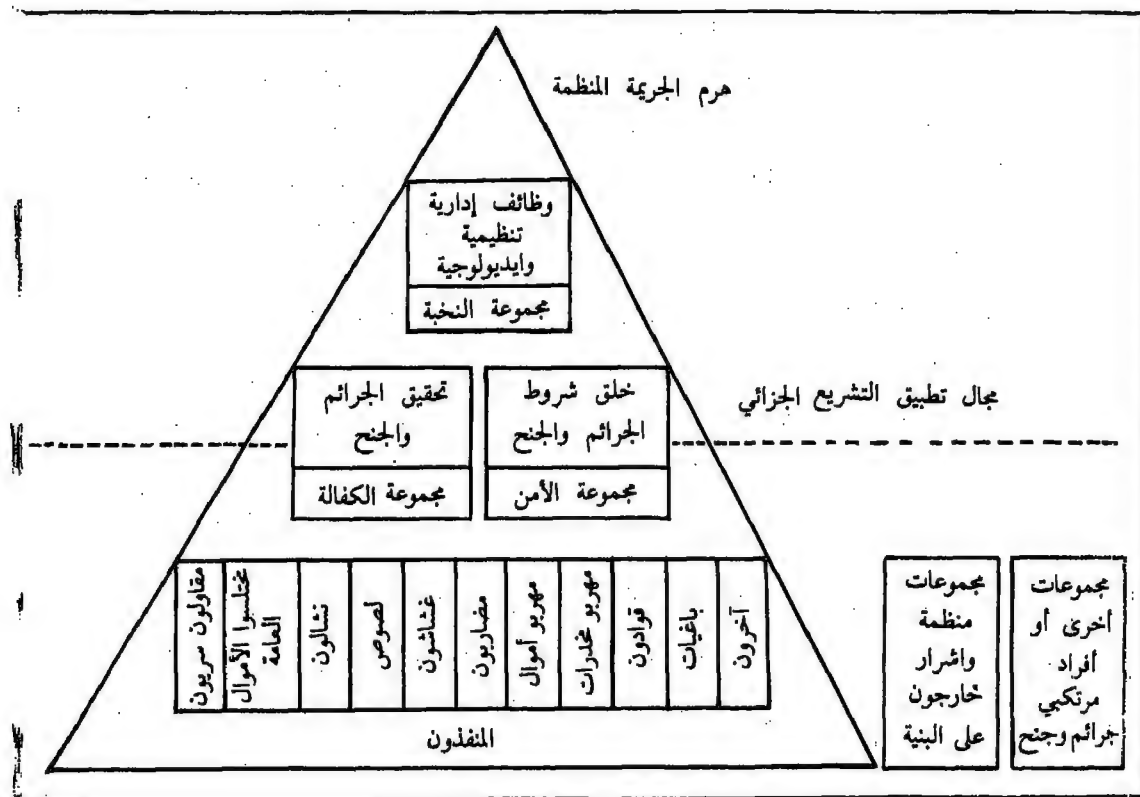 هرم الجريمة المنظمة
وظائف إدارية
تنظيمية
وايديولوجية
مجموعة النخبة
خلق شروط
الجرائم والجنح
مجموعة الأمن
تحقيق الجرائم
والجنح
مجموعة الكفالة
مجال تطبيق التشريع الجزائي
آخرون
باغيات
قوادون
مهربو مخدرات
مهربو أموال
مضاربون
غشاشون
لصوص
نشالون
مختلسوا الأموال
العامة
مقاولون سريون
المنفذون
مجموعات
أخرى أو
أفراد
مرتكبي
جرائم وجنح
مجموعات
منظمة
واشرار
خارجون
على البنية